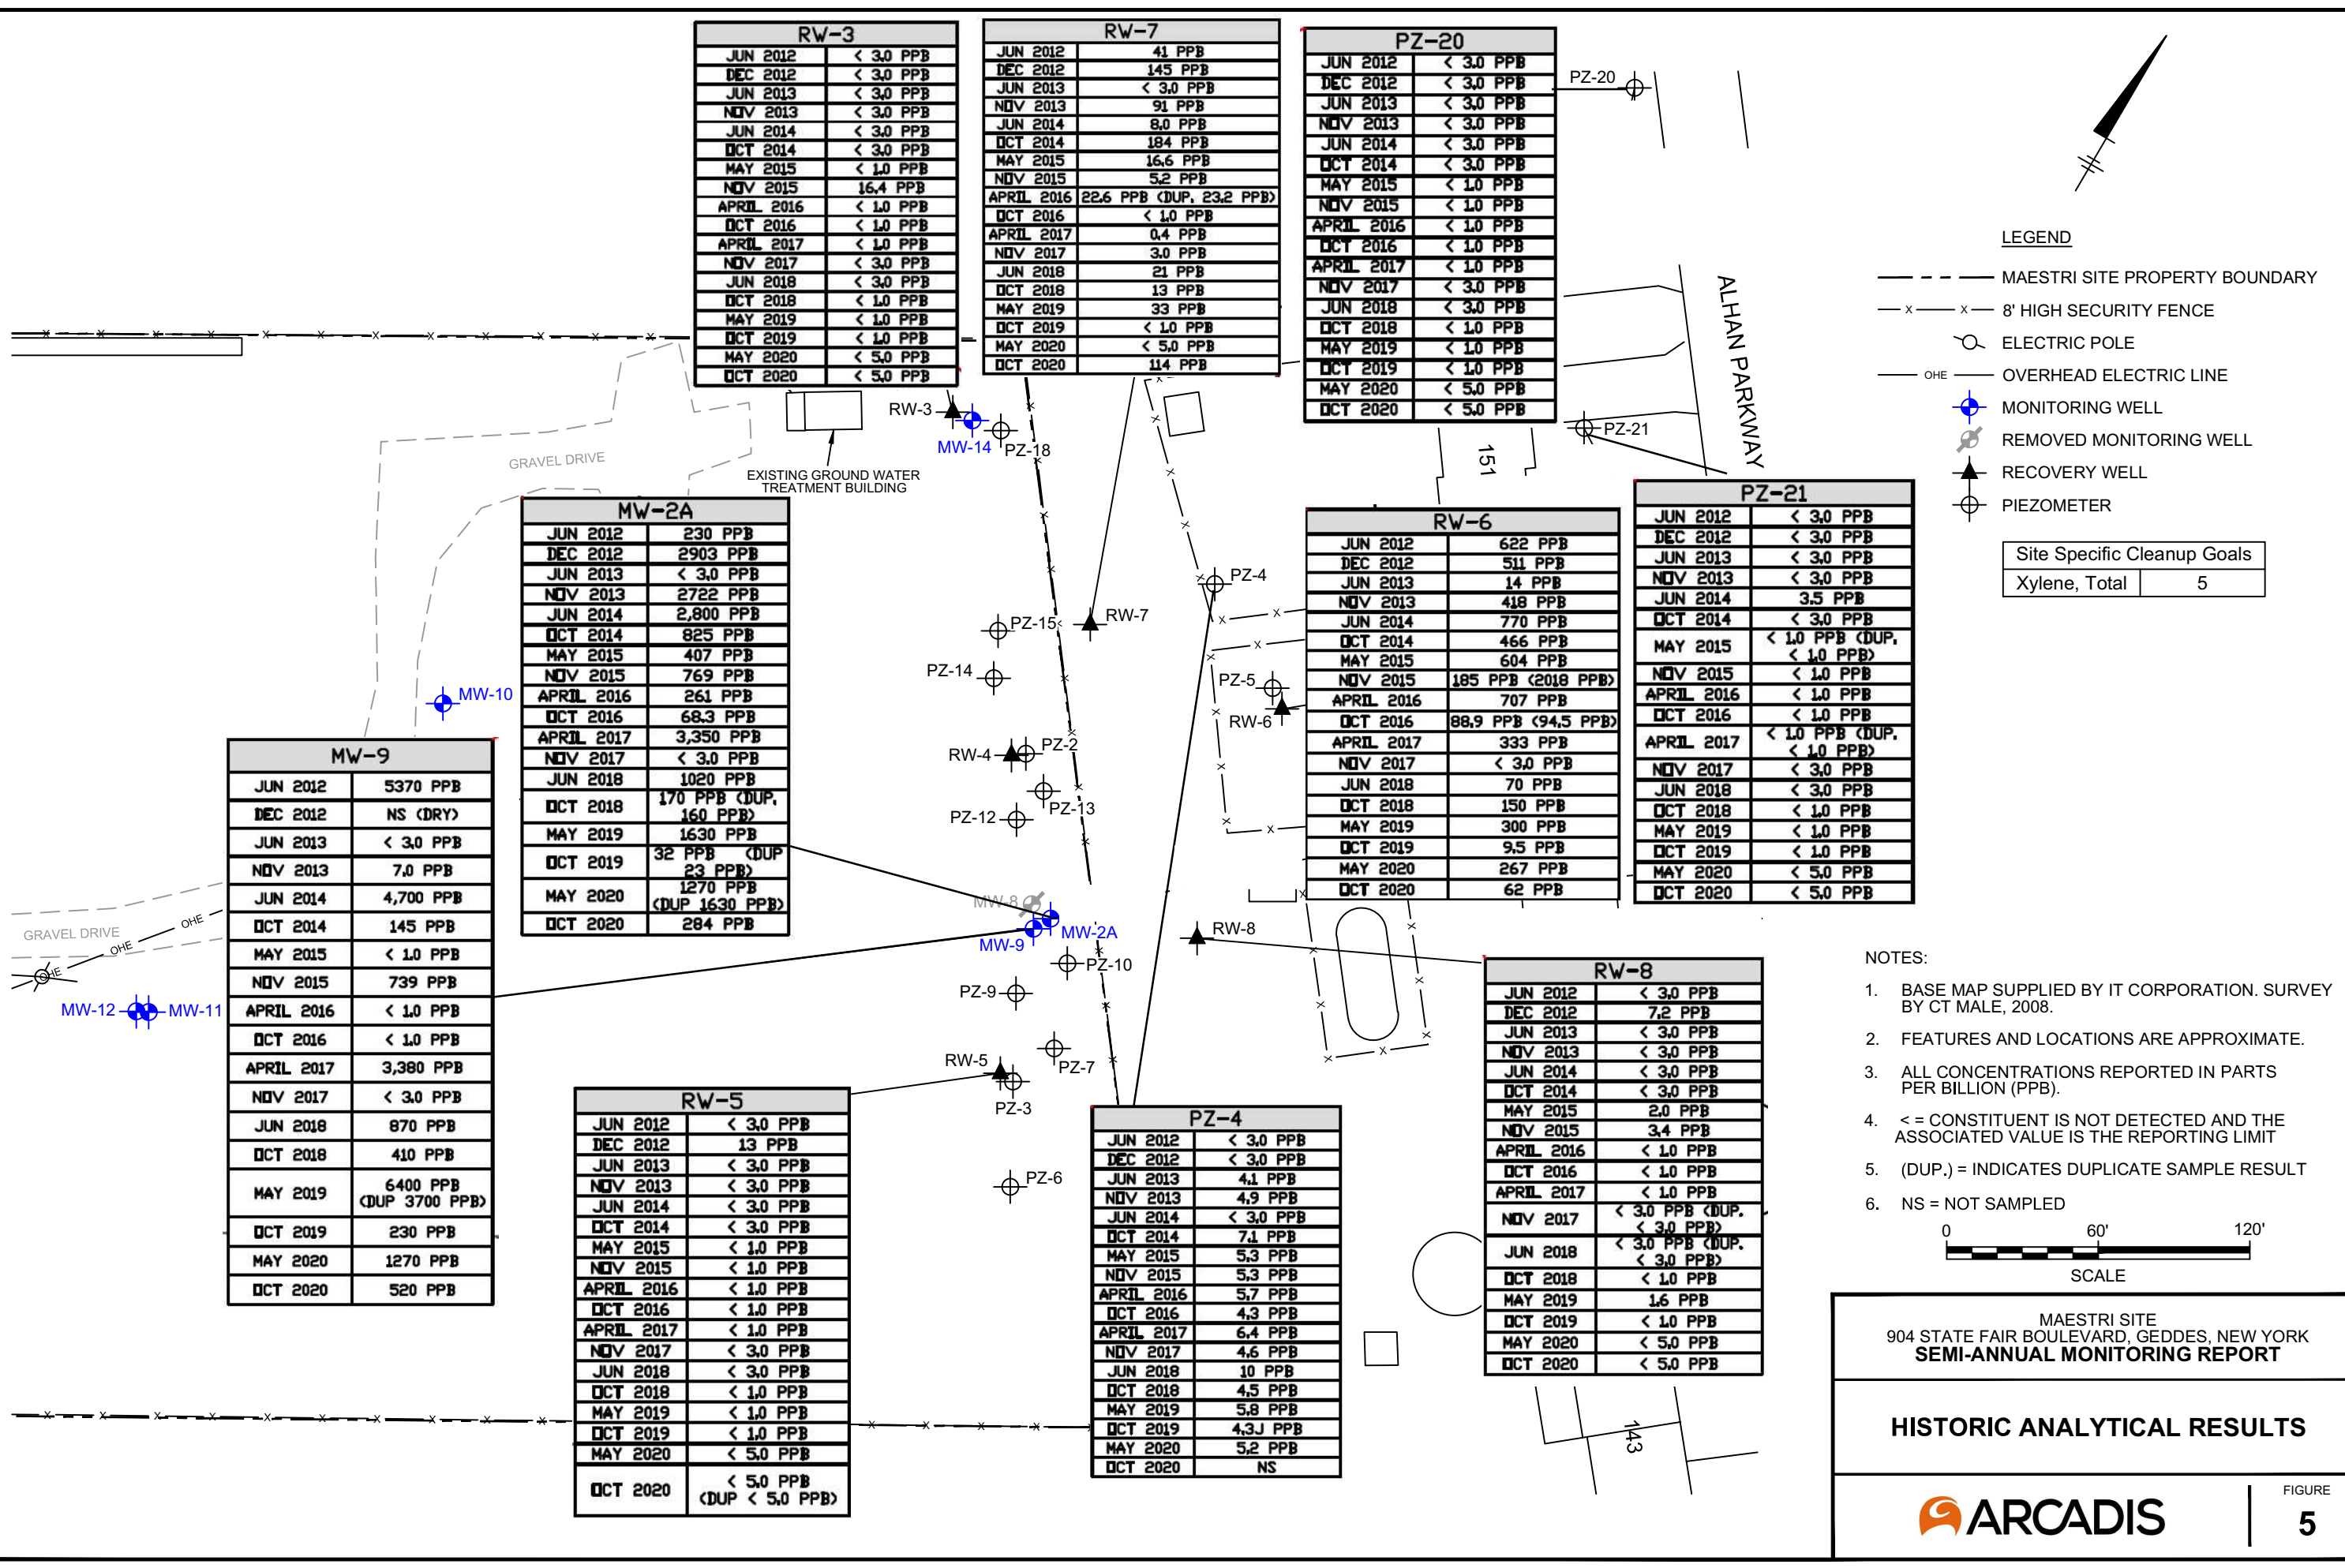 RW-3
JUN 2012 < 3.0 PPB
DEC 2012 < 3.0 PPB
JUN 2013 < 3.0 PPB
NOV 2013 < 3.0 PPB
JUN 2014 < 3.0 PPB
OCT 2014 < 3.0 PPB
MAY 2015 < 1.0 PPB
NOV 2015 16.4 PPB
APRIL 2016 < 1.0 PPB
OCT 2016 < 1.0 PPB
APRIL 2017 < 1.0 PPB
NOV 2017 < 3.0 PPB
JUN 2018 < 3.0 PPB
OCT 2018 < 1.0 PPB
MAY 2019 < 1.0 PPB
OCT 2019 < 1.0 PPB
MAY 2020 < 5.0 PPB
OCT 2020 < 5.0 PPB
RW-7
JUN 2012 41 PPB
DEC 2012 145 PPB
JUN 2013 < 3.0 PPB
NOV 2013 91 PPB
JUN 2014 8.0 PPB
OCT 2014 184 PPB
MAY 2015 16.6 PPB
NOV 2015 5.2 PPB
APRIL 2016 22.6 PPB (DUP. 23.2 PPB)
OCT 2016 < 1.0 PPB
APRIL 2017 0.4 PPB
NOV 2017 3.0 PPB
JUN 2018 21 PPB
OCT 2018 13 PPB
MAY 2019 33 PPB
OCT 2019 < 1.0 PPB
MAY 2020 < 5.0 PPB
OCT 2020 114 PPB
PZ-20
JUN 2012 < 3.0 PPB
DEC 2012 < 3.0 PPB
JUN 2013 < 3.0 PPB
NOV 2013 < 3.0 PPB
JUN 2014 < 3.0 PPB
OCT 2014 < 3.0 PPB
MAY 2015 < 1.0 PPB
NOV 2015 < 1.0 PPB
APRIL 2016 < 1.0 PPB
OCT 2016 < 1.0 PPB
APRIL 2017 < 1.0 PPB
NOV 2017 < 3.0 PPB
JUN 2018 < 3.0 PPB
OCT 2018 < 1.0 PPB
MAY 2019 < 1.0 PPB
OCT 2019 < 1.0 PPB
MAY 2020 < 5.0 PPB
OCT 2020 < 5.0 PPB
PZ-20
ALHAN PARKWAY
LEGEND
MAESTRI SITE PROPERTY BOUNDARY
x x 8' HIGH SECURITY FENCE
ELECTRIC POLE
OHE OVERHEAD ELECTRIC LINE
MONITORING WELL
REMOVED MONITORING WELL
RECOVERY WELL
PIEZOMETER
Site Specific Cleanup Goals
Xylene, Total 5
RW-3
MW-14
PZ-18
GRAVEL DRIVE
EXISTING GROUND WATER
TREATMENT BUILDING
151
PZ-21
MW-2A
JUN 2012 230 PPB
DEC 2012 2903 PPB
JUN 2013 < 3.0 PPB
NOV 2013 2722 PPB
JUN 2014 2,800 PPB
OCT 2014 825 PPB
MAY 2015 407 PPB
NOV 2015 769 PPB
APRIL 2016 261 PPB
OCT 2016 68.3 PPB
APRIL 2017 3,350 PPB
NOV 2017 < 3.0 PPB
JUN 2018 1020 PPB
OCT 2018 170 PPB (DUP.
160 PPB)
MAY 2019 1630 PPB
OCT 2019 32 PPB (DUP
23 PPB)
MAY 2020 1270 PPB
(DUP 1630 PPB)
OCT 2020 284 PPB
RW-6
JUN 2012 622 PPB
DEC 2012 511 PPB
JUN 2013 14 PPB
NOV 2013 418 PPB
JUN 2014 770 PPB
OCT 2014 466 PPB
MAY 2015 604 PPB
NOV 2015 185 PPB (2018 PPB)
APRIL 2016 707 PPB
OCT 2016 88.9 PPB (94.5 PPB)
APRIL 2017 333 PPB
NOV 2017 < 3.0 PPB
JUN 2018 70 PPB
OCT 2018 150 PPB
MAY 2019 300 PPB
OCT 2019 9.5 PPB
MAY 2020 267 PPB
OCT 2020 62 PPB
PZ-21
JUN 2012 < 3.0 PPB
DEC 2012 < 3.0 PPB
JUN 2013 < 3.0 PPB
NOV 2013 < 3.0 PPB
JUN 2014 3.5 PPB
OCT 2014 < 3.0 PPB
MAY 2015 < 1.0 PPB (DUP.
< 1.0 PPB)
NOV 2015 < 1.0 PPB
APRIL 2016 < 1.0 PPB
OCT 2016 < 1.0 PPB
APRIL 2017 < 1.0 PPB (DUP.
< 1.0 PPB)
NOV 2017 < 3.0 PPB
JUN 2018 < 3.0 PPB
OCT 2018 < 1.0 PPB
MAY 2019 < 1.0 PPB
OCT 2019 < 1.0 PPB
MAY 2020 < 5.0 PPB
OCT 2020 < 5.0 PPB
PZ-4
PZ-15
RW-7
PZ-14
PZ-5
RW-6
MW-10
RW-4
PZ-2
PZ-13
PZ-12
MW-8
MW-9
MW-2A
RW-8
PZ-10
PZ-9
RW-5
PZ-7
PZ-3
PZ-6
MW-9
JUN 2012 5370 PPB
DEC 2012 NS (DRY)
JUN 2013 < 3.0 PPB
NOV 2013 7.0 PPB
JUN 2014 4,700 PPB
OCT 2014 145 PPB
MAY 2015 < 1.0 PPB
NOV 2015 739 PPB
APRIL 2016 < 1.0 PPB
OCT 2016 < 1.0 PPB
APRIL 2017 3,380 PPB
NOV 2017 < 3.0 PPB
JUN 2018 870 PPB
OCT 2018 410 PPB
MAY 2019 6400 PPB
(DUP 3700 PPB)
OCT 2019 230 PPB
MAY 2020 1270 PPB
OCT 2020 520 PPB
GRAVEL DRIVE
OHE
OHE
OHE
MW-12
MW-11
RW-5
JUN 2012 < 3.0 PPB
DEC 2012 13 PPB
JUN 2013 < 3.0 PPB
NOV 2013 < 3.0 PPB
JUN 2014 < 3.0 PPB
OCT 2014 < 3.0 PPB
MAY 2015 < 1.0 PPB
NOV 2015 < 1.0 PPB
APRIL 2016 < 1.0 PPB
OCT 2016 < 1.0 PPB
APRIL 2017 < 1.0 PPB
NOV 2017 < 3.0 PPB
JUN 2018 < 3.0 PPB
OCT 2018 < 1.0 PPB
MAY 2019 < 1.0 PPB
OCT 2019 < 1.0 PPB
MAY 2020 < 5.0 PPB
OCT 2020 < 5.0 PPB
(DUP < 5.0 PPB)
PZ-4
JUN 2012 < 3.0 PPB
DEC 2012 < 3.0 PPB
JUN 2013 4.1 PPB
NOV 2013 4.9 PPB
JUN 2014 < 3.0 PPB
OCT 2014 7.1 PPB
MAY 2015 5.3 PPB
NOV 2015 5.3 PPB
APRIL 2016 5.7 PPB
OCT 2016 4.3 PPB
APRIL 2017 6.4 PPB
NOV 2017 4.6 PPB
JUN 2018 10 PPB
OCT 2018 4.5 PPB
MAY 2019 5.8 PPB
OCT 2019 4.3J PPB
MAY 2020 5.2 PPB
OCT 2020 NS
RW-8
JUN 2012 < 3.0 PPB
DEC 2012 7.2 PPB
JUN 2013 < 3.0 PPB
NOV 2013 < 3.0 PPB
JUN 2014 < 3.0 PPB
OCT 2014 < 3.0 PPB
MAY 2015 2.0 PPB
NOV 2015 3.4 PPB
APRIL 2016 < 1.0 PPB
OCT 2016 < 1.0 PPB
APRIL 2017 < 1.0 PPB
NOV 2017 < 3.0 PPB (DUP.
< 3.0 PPB)
JUN 2018 < 3.0 PPB (DUP.
< 3.0 PPB)
OCT 2018 < 1.0 PPB
MAY 2019 1.6 PPB
OCT 2019 < 1.0 PPB
MAY 2020 < 5.0 PPB
OCT 2020 < 5.0 PPB
143
NOTES:
1. BASE MAP SUPPLIED BY IT CORPORATION. SURVEY
BY CT MALE, 2008.
2. FEATURES AND LOCATIONS ARE APPROXIMATE.
3. ALL CONCENTRATIONS REPORTED IN PARTS
PER BILLION (PPB).
4. < = CONSTITUENT IS NOT DETECTED AND THE
ASSOCIATED VALUE IS THE REPORTING LIMIT
5. (DUP.) = INDICATES DUPLICATE SAMPLE RESULT
6. NS = NOT SAMPLED
0 60' 120'
SCALE
MAESTRI SITE
904 STATE FAIR BOULEVARD, GEDDES, NEW YORK
SEMI-ANNUAL MONITORING REPORT
HISTORIC ANALYTICAL RESULTS
ARCADIS
FIGURE
5